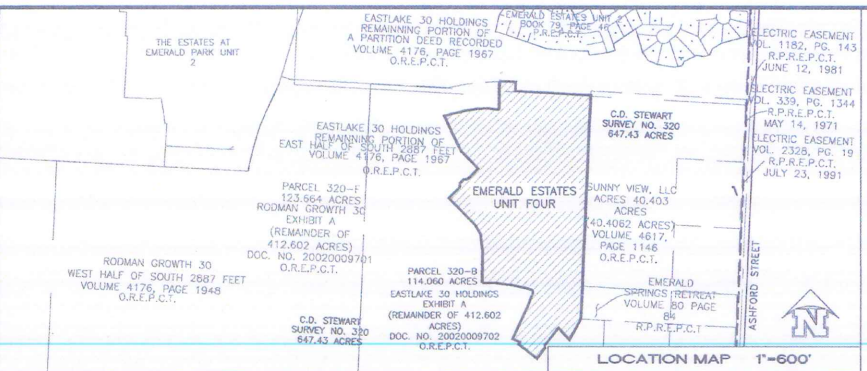 THE ESTATES AT
EMERALD PARK UNIT
2
EASTLAKE 30 HOLDINGS
REMAINNING PORTION OF
A PARTITION DEED RECORDED
VOLUME 4176, PAGE 1967
O.R.E.P.C.T.
EMERALD ESTATES UNIT
BOOK 79, PAGE 46
P.R.E.P.C.T.
ELECTRIC EASEMENT
VOL. 1182, PG. 143
R.P.R.E.P.C.T.
JUNE 12, 1981
ELECTRIC EASEMENT
VOL. 339, PG. 1344
R.P.R.E.P.C.T.
MAY 14, 1971
ELECTRIC EASEMENT
VOL. 2328, PG. 19
R.P.R.E.P.C.T.
JULY 23, 1991
C.D. STEWART
SURVEY NO. 320
647.43 ACRES
EASTLAKE 30 HOLDINGS
REMAINNING PORTION OF
EAST HALF OF SOUTH 2887 FEET
VOLUME 4176, PAGE 1967
O.R.E.P.C.T.
PARCEL 320-F
123.664 ACRES
RODMAN GROWTH 30
EXHIBIT A
(REMAINDER OF
412.602 ACRES)
DOC. NO. 20020009701
O.R.E.P.C.T.
EMERALD ESTATES
UNIT FOUR
SUNNY VIEW, LLC
ACRES 40.403
ACRES
(40.4062 ACRES)
VOLUME 4617,
PAGE 1146
O.R.E.P.C.T.
RODMAN GROWTH 30
WEST HALF OF SOUTH 2887 FEET
VOLUME 4176, PAGE 1948
O.R.E.P.C.T.
PARCEL 320-B
114.060 ACRES
EASTLAKE 30 HOLDINGS
EXHIBIT A
(REMAINDER OF 412.602
ACRES)
DOC. NO. 20020009702
O.R.E.P.C.T.
C.D. STEWART
SURVEY NO. 320
647.43 ACRES
EMERALD
SPRINGS RETREAT
VOLUME 80 PAGE
84
R.P.R.E.P.C.T
ASHFORD STREET
N
LOCATION MAP 1"=600'